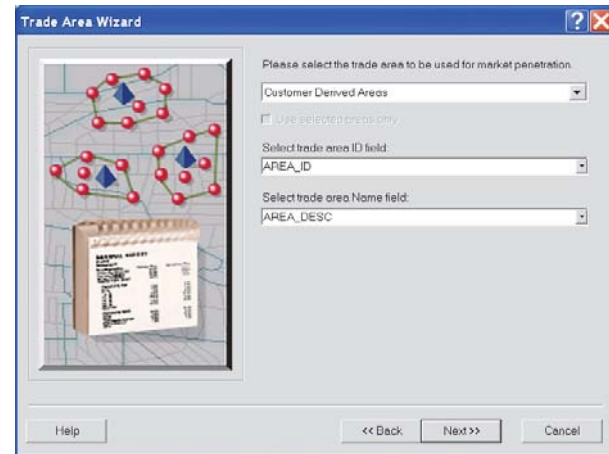 Trade Area Wizard
Please select the trade area to be used for market penetration.
Customer Derived Areas
Use selected areas only
Select trade area ID field:
AREA_ID
Select trade area Name field:
AREA_DESC
Help
<< Back
Next >>
Cancel